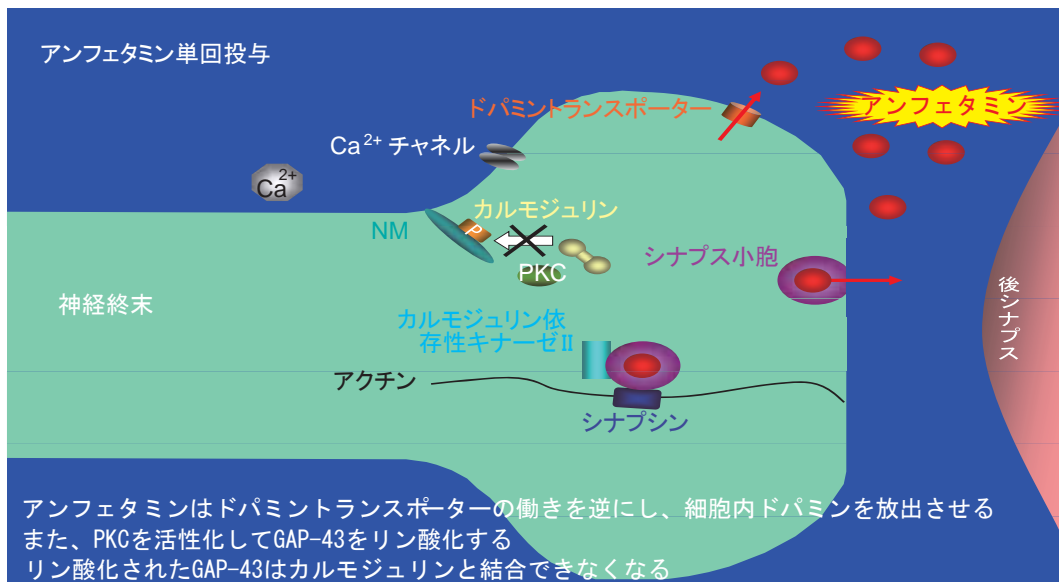 アンフェタミン単回投与
アンフェタミン
ドパミントランスポーター
Ca2+ チャネル
Ca2+
カルモジュリン
NM
P
PKC
シナプス小胞
神経終末
後シナプス
カルモジュリン依
存性キナーゼII
アクチン
シナプシン
アンフェタミンはドパミントランスポーターの働きを逆にし、細胞内ドパミンを放出させる
また、PKCを活性化してGAP-43をリン酸化する
リン酸化されたGAP-43はカルモジュリンと結合できなくなる